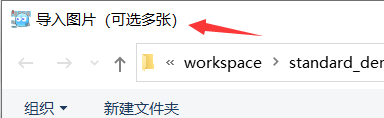 导入图片（可选多张）
« workspace › standard_der
组织 新建文件夹